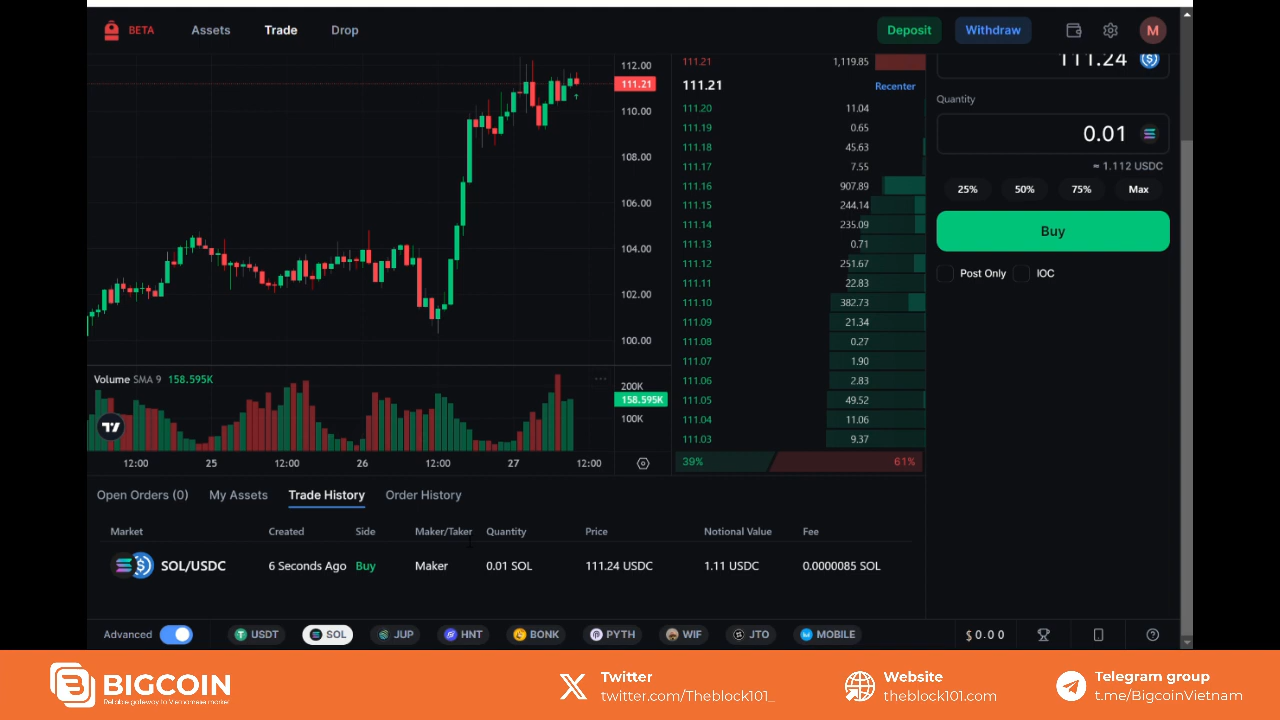 BETA
Assets
Trade
Drop
Deposit
Withdraw
M
112.00
111.21
110.00
108.00
106.00
104.00
102.00
100.00
Volume SMA 9 158.595K
200K
158.595K
100K
12:00 25 12:00 26 12:00 27 12:00
111.21 1,119.85
111.21 Recenter
111.20 11.04
111.19 0.65
111.18 45.63
111.17 7.55
111.16 907.89
111.15 244.14
111.14 235.09
111.13 0.71
111.12 251.67
111.11 22.83
111.10 382.73
111.09 21.34
111.08 0.27
111.07 1.90
111.06 2.83
111.05 49.52
111.04 11.06
111.03 9.37
39% 61%
111.24
Quantity
0.01
≈ 1.112 USDC
25% 50% 75% Max
Buy
Post Only IOC
Open Orders (0) My Assets Trade History Order History
Market Created Side Maker/Taker Quantity Price Notional Value Fee
SOL/USDC 6 Seconds Ago Buy Maker 0.01 SOL 111.24 USDC 1.11 USDC 0.0000085 SOL
Advanced USDT SOL JUP HNT BONK PYTH WIF JTO MOBILE $0.00
BIGCOIN
Reliable gateway to Vietnamese market
Twitter
twitter.com/Theblock101_
Website
theblock101.com
Telegram group
t.me/BigcoinVietnam